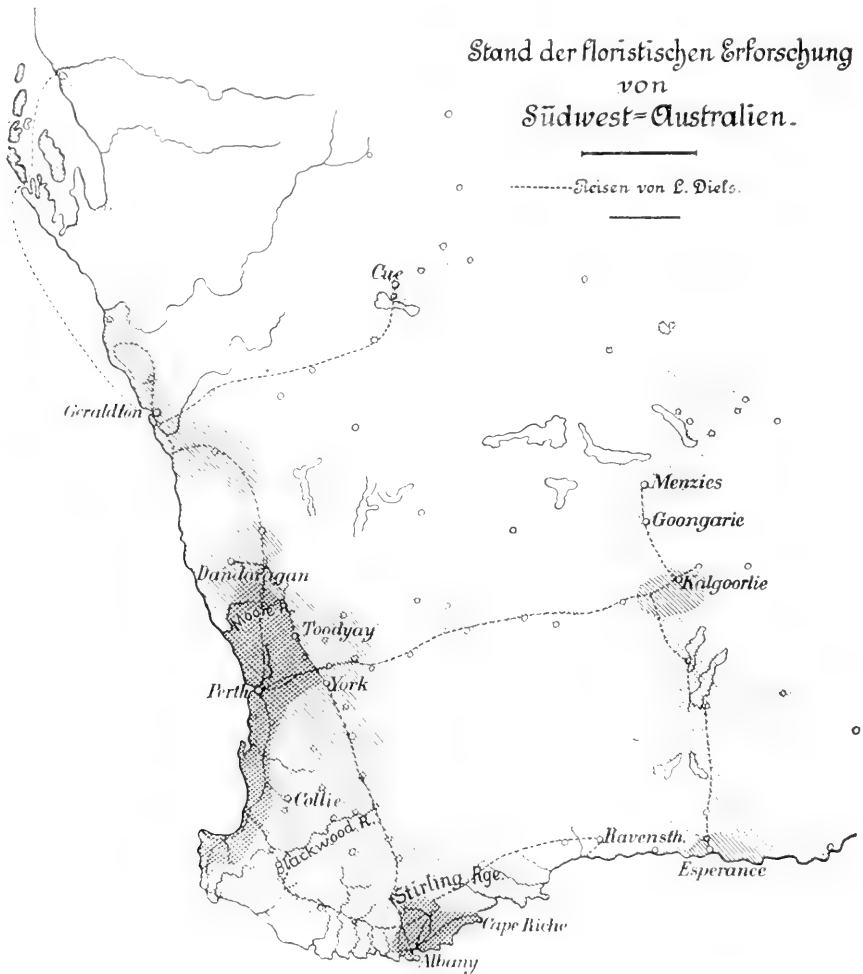 Stand der floristischen Erforschung
von
Südwest=Australien.
Reisen von L. Diels.
Cue
Geraldton
Menzies
Goongarie
Dandaragan
Kalgoorlie
Moore R.
Toodyay
Perth
York
Collie
Blackwood R.
Ravensth.
Stirling Rge.
Esperance
Cape Riche
Albany